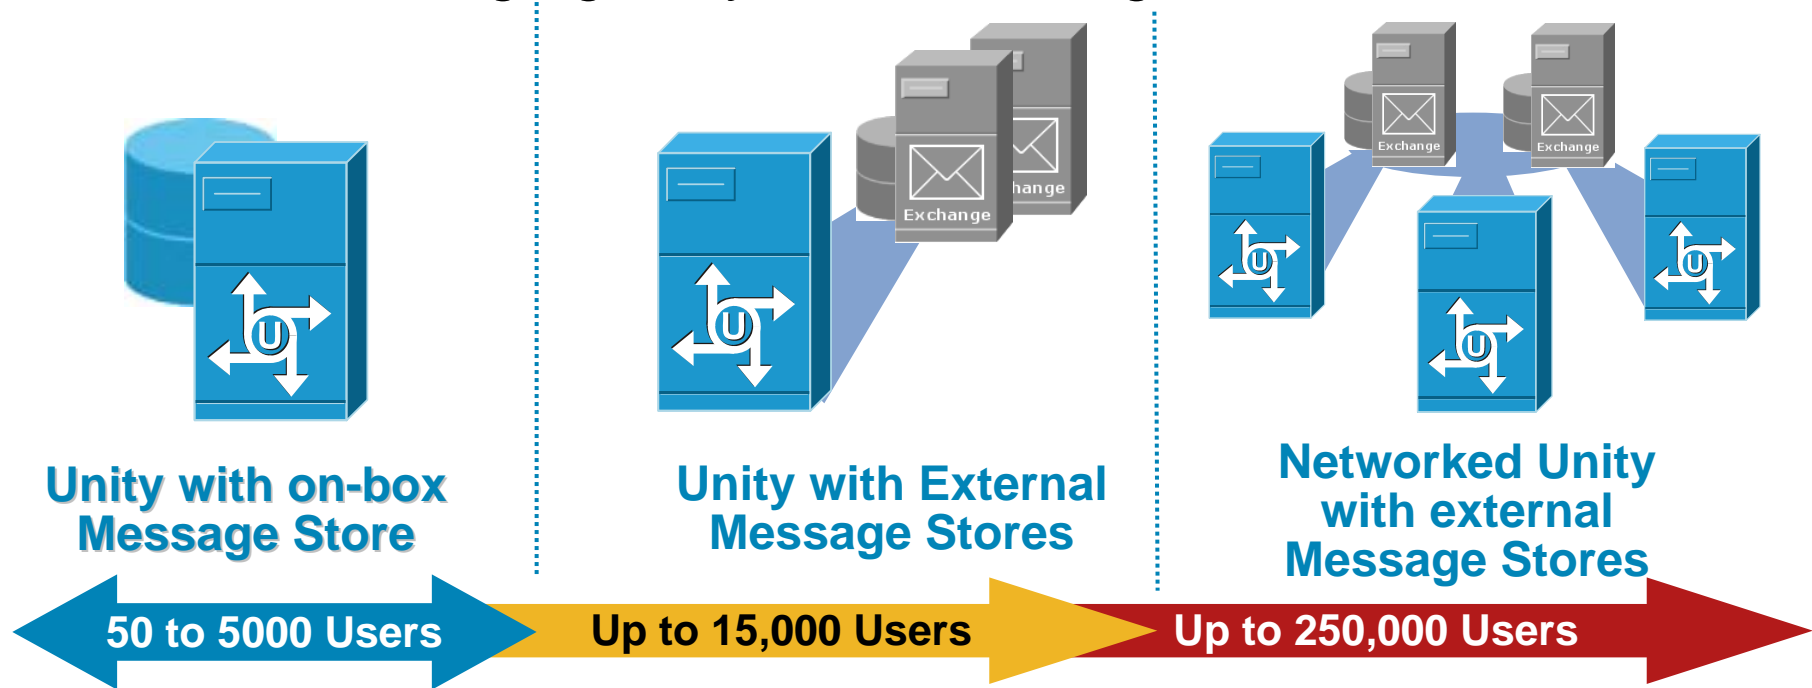 Exchange
hange
Exchange
Exchange
U
U
U
U
U
Unity with on-box
Message Store
Unity with External
Message Stores
Networked Unity
with external
Message Stores
50 to 5000 Users
Up to 15,000 Users
Up to 250,000 Users